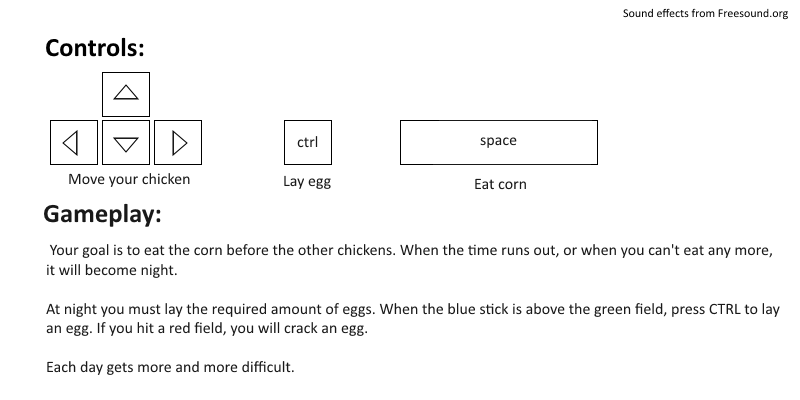 Sound effects from Freesound.org
Controls:
ctrl
space
Move your chicken
Lay egg
Eat corn
Gameplay:
Your goal is to eat the corn before the other chickens. When the time runs out, or when you can't eat any more,
it will become night.
At night you must lay the required amount of eggs. When the blue stick is above the green field, press CTRL to lay
an egg. If you hit a red field, you will crack an egg.
Each day gets more and more difficult.